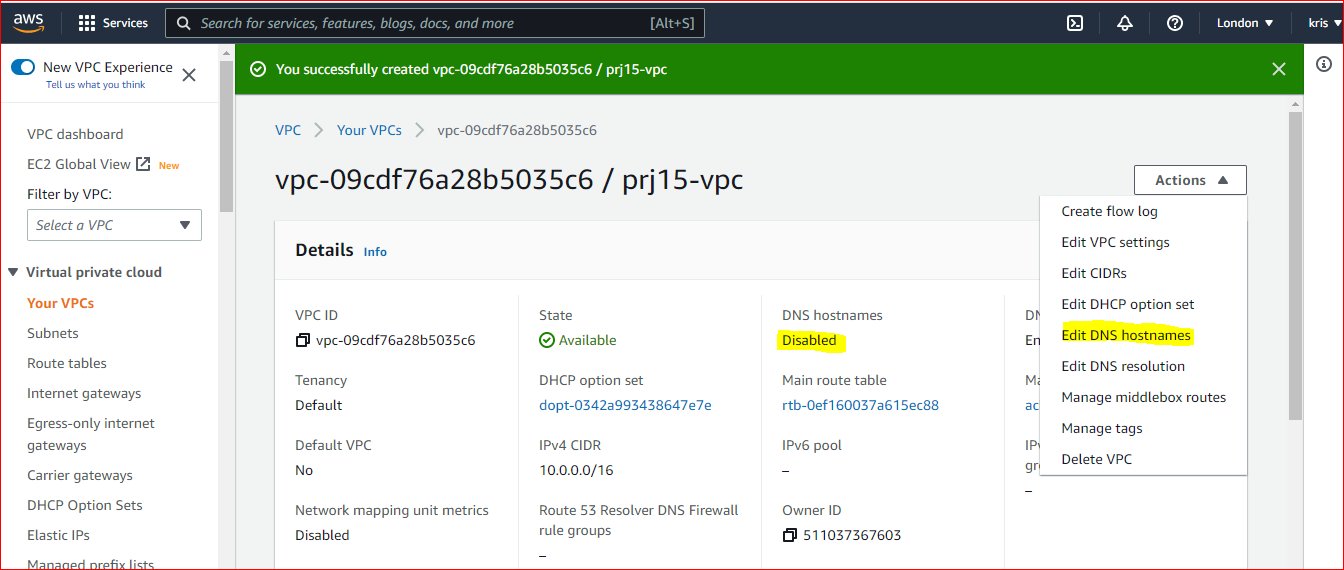 aws
Services
Search for services, features, blogs, docs, and more
[Alt+S]
London
kris
New VPC Experience
Tell us what you think
VPC dashboard
EC2 Global View
New
Filter by VPC:
Select a VPC
Virtual private cloud
Your VPCs
Subnets
Route tables
Internet gateways
Egress-only internet
gateways
Carrier gateways
DHCP Option Sets
Elastic IPs
Managed prefix lists
You successfully created vpc-09cdf76a28b5035c6 / prj15-vpc
VPC
Your VPCs
vpc-09cdf76a28b5035c6
vpc-09cdf76a28b5035c6 / prj15-vpc
Actions
Create flow log
Edit VPC settings
Edit CIDRs
Edit DHCP option set
Edit DNS hostnames
Edit DNS resolution
Manage middlebox routes
Manage tags
Delete VPC
Details
Info
VPC ID
vpc-09cdf76a28b5035c6
State
Available
DNS hostnames
Disabled
Tenancy
Default
DHCP option set
dopt-0342a993438647e7e
Main route table
rtb-0ef160037a615ec88
Default VPC
No
IPv4 CIDR
10.0.0.0/16
IPv6 pool
–
–
Network mapping unit metrics
Disabled
Route 53 Resolver DNS Firewall
rule groups
–
Owner ID
511037367603